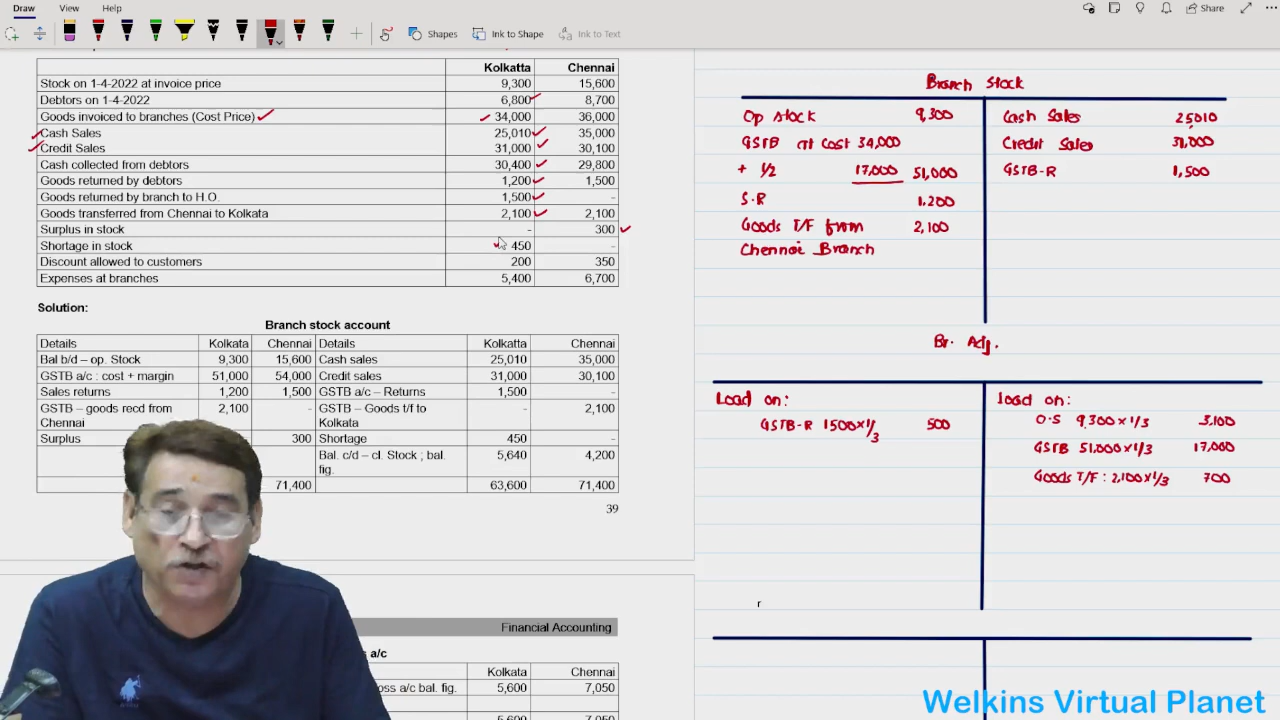 Draw View Help
Share
Shapes Ink to Shape Ink to Text
Kolkatta Chennai
Stock on 1-4-2022 at invoice price 9,300 15,600
Debtors on 1-4-2022 6,800 8,700
Goods invoiced to branches (Cost Price) 34,000 36,000
Cash Sales 25,010 35,000
Credit Sales 31,000 30,100
Cash collected from debtors 30,400 29,800
Goods returned by debtors 1,200 1,500
Goods returned by branch to H.O. 1,500 -
Goods transferred from Chennai to Kolkata 2,100 2,100
Surplus in stock - 300
Shortage in stock 450 -
Discount allowed to customers 200 350
Expenses at branches 5,400 6,700
Solution:
Branch stock account
Details Kolkata Chennai Details Kolkatta Chennai
Bal b/d – op. Stock 9,300 15,600 Cash sales 25,010 35,000
GSTB a/c : cost + margin 51,000 54,000 Credit sales 31,000 30,100
Sales returns 1,200 1,500 GSTB a/c – Returns 1,500 -
GSTB – goods recd from 2,100 - GSTB – Goods t/f to - 2,100
Chennai Kolkata
Surplus 300 Shortage 450 -
Bal. c/d – cl. Stock ; bal. 5,640 4,200
fig.
71,400 63,600 71,400
39
Financial Accounting
a/c
Kolkatta Chennai
oss a/c bal. fig. 5,600 7,050
5,600 7,050
Branch Stock
Op stock 9,300 Cash Sales 25,010
GSTB at cost 34,000 Credit Sales 31,000
+ 1/2 17,000 51,000 GSTB-R 1,500
S.R 1,200
Goods T/F from 2,100
Chennai Branch
Br. Adj.
Load on: Load on:
GSTB-R 1500×1/3 500 O.S 9,300×1/3 3,100
GSTB 51,000×1/3 17,000
Goods T/F: 2,100×1/3 700
Welkins Virtual Planet